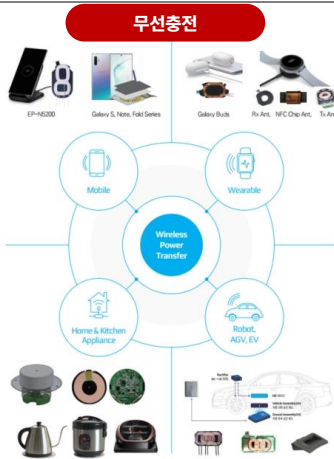 무선충전
EP-N5200
Galaxy S, Note, Fold Series
Galaxy Buds
Rx Ant,
NFC Chip Ant,
Tx Ant
Mobile
Wearable
Wireless
Power
Transfer
Home & Kitchen
Appliance
Robot,
AGV, EV